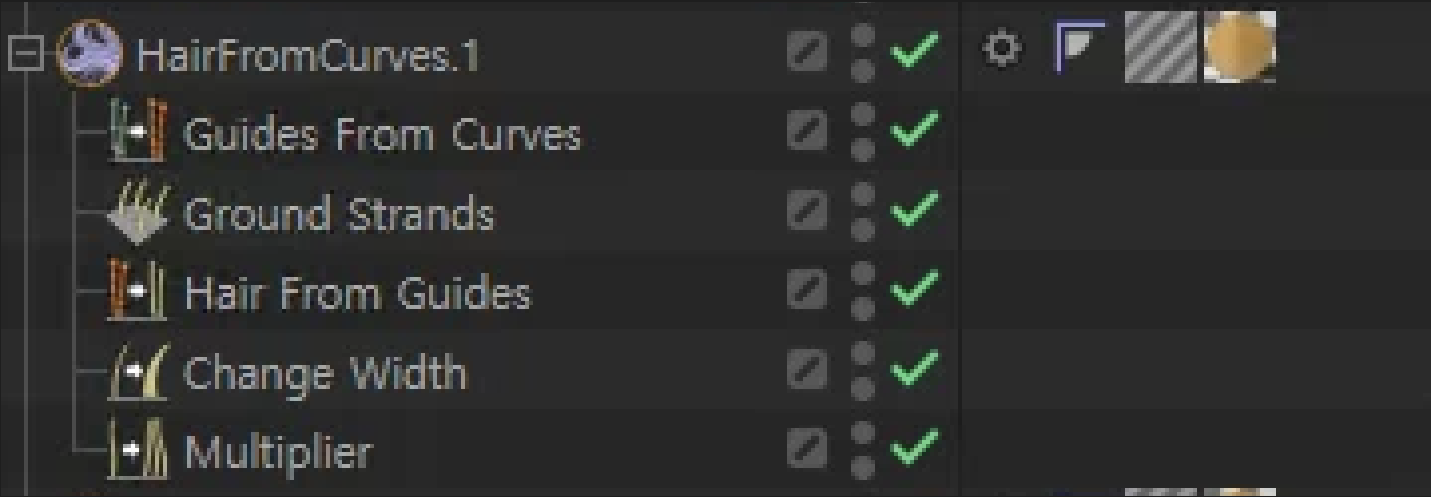 HairFromCurves.1
Guides From Curves
Ground Strands
Hair From Guides
Change Width
Multiplier